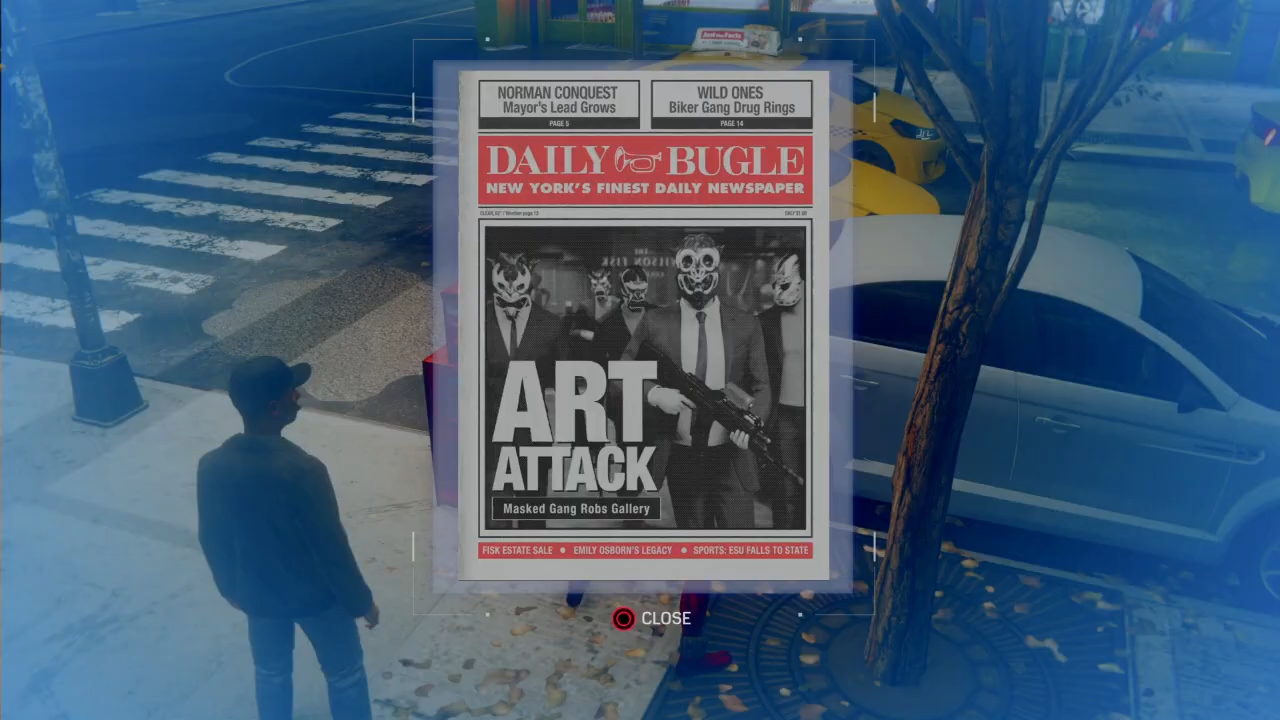 NORMAN CONQUEST
Mayor's Lead Grows
PAGE 5
WILD ONES
Biker Gang Drug Rings
PAGE 14
DAILY BUGLE
NEW YORK'S FINEST DAILY NEWSPAPER
ART
ATTACK
Masked Gang Robs Gallery
FISK ESTATE SALE • EMILY OSBORN'S LEGACY • SPORTS: ESU FALLS TO STATE
CLOSE